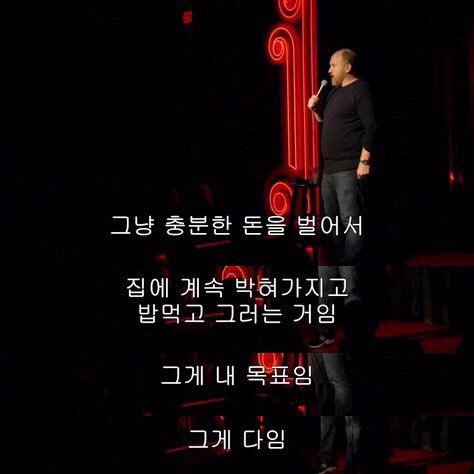 그냥 충분한 돈을 벌어서
집에 계속 박혀가지고
밥먹고 그러는 거임
그게 내 목표임
그게 다임